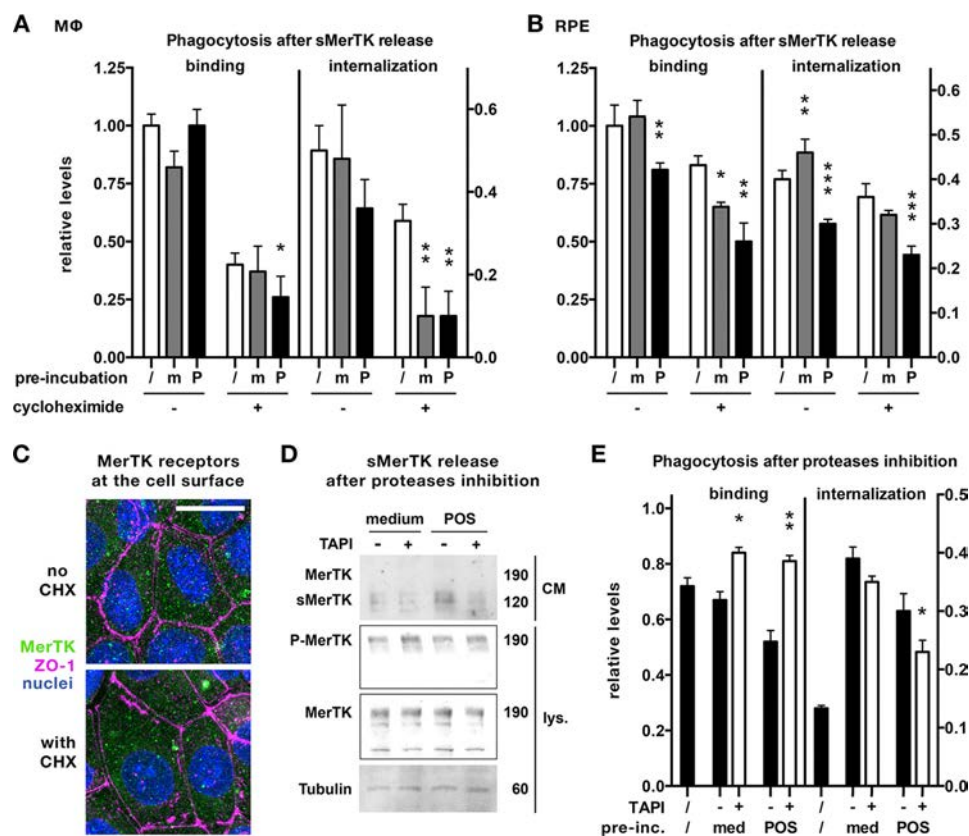 A MΦ
Phagocytosis after sMerTK release
binding internalization
1.25
1.00
0.75
0.50
0.25
0.00
relative levels
0.6
0.4
0.2
0.0
* ** **
pre-incubation / m P / m P / m P / m P
cycloheximide - + - +
B RPE
Phagocytosis after sMerTK release
binding internalization
1.25
1.00
0.75
0.50
0.25
0.00
0.6
0.5
0.4
0.3
0.2
0.1
0.0
** * ** ** *** ***
/ m P / m P / m P / m P
- + - +
C
MerTK receptors
at the cell surface
no
CHX
MerTK
ZO-1
nuclei
with
CHX
D
sMerTK release
after proteases inhibition
medium POS
TAPI - + - +
MerTK 190
sMerTK 120
CM
P-MerTK 190
MerTK 190
lys.
Tubulin 60
E
Phagocytosis after proteases inhibition
binding internalization
1.0
0.8
0.6
0.4
0.2
0.0
relative levels
0.5
0.4
0.3
0.2
0.1
0.0
* ** *
TAPI / - + - + / - + - +
pre-inc. med POS med POS